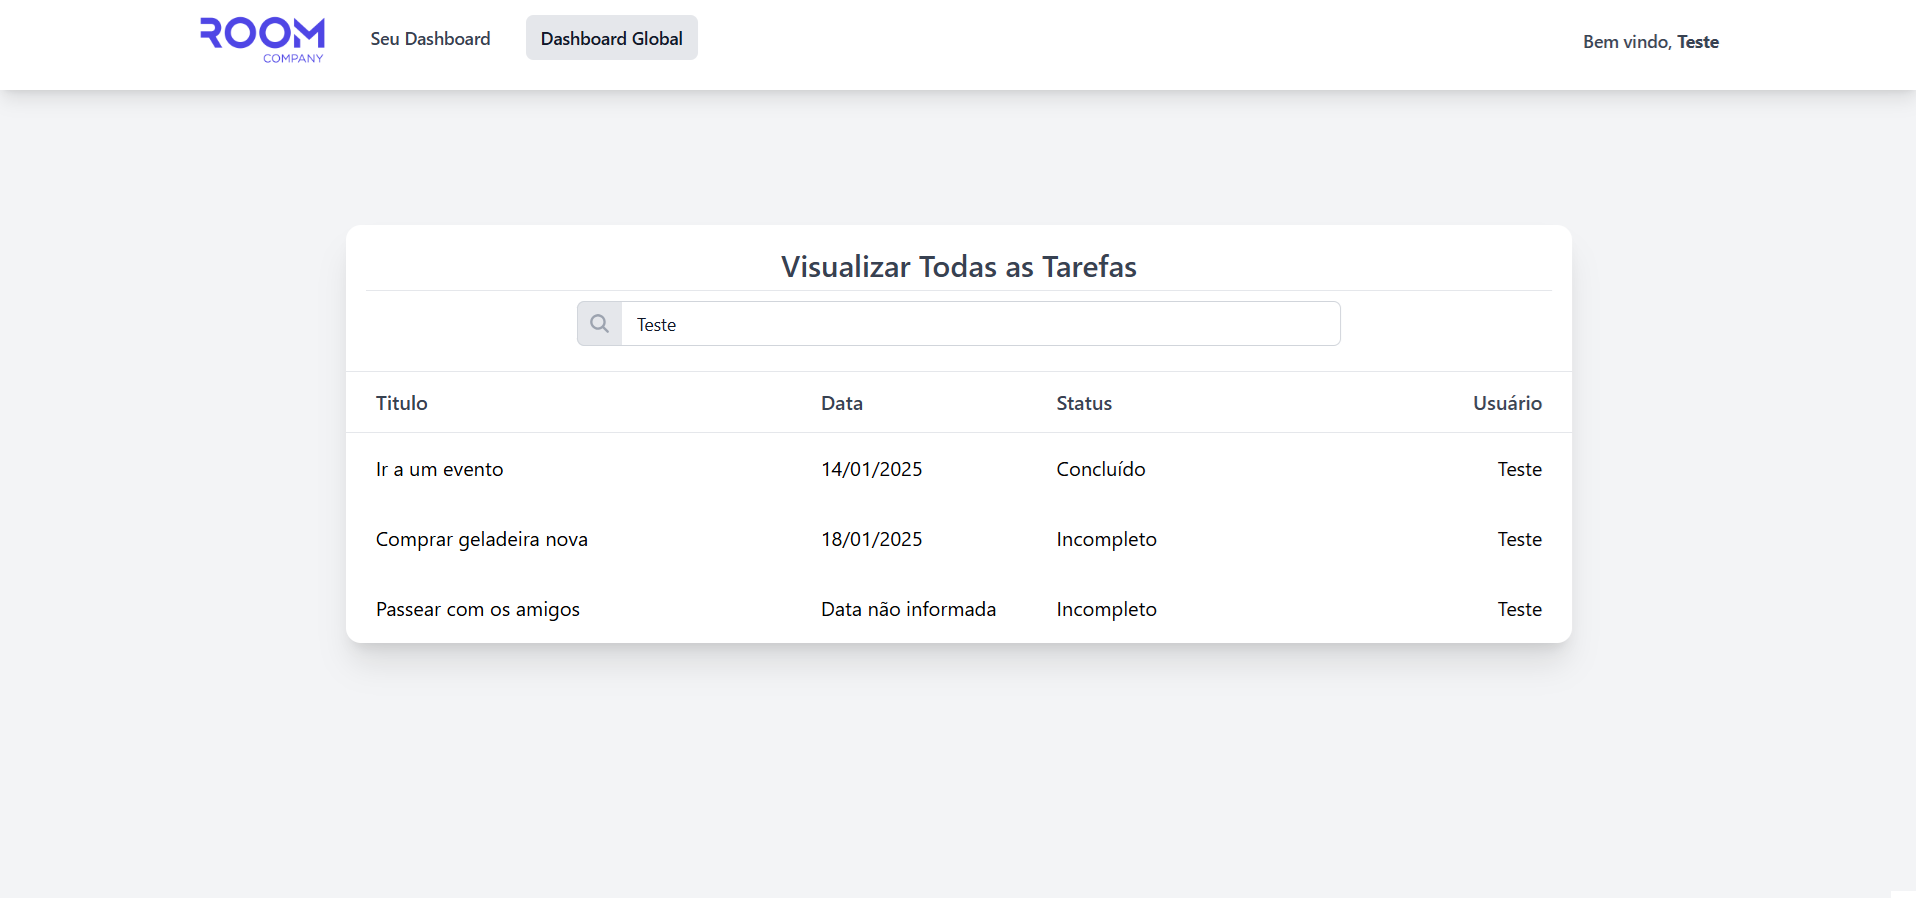 ROOM
COMPANY
Seu Dashboard
Dashboard Global
Bem vindo, Teste
Visualizar Todas as Tarefas
Teste
Titulo Data Status Usuário
Ir a um evento 14/01/2025 Concluído Teste
Comprar geladeira nova 18/01/2025 Incompleto Teste
Passear com os amigos Data não informada Incompleto Teste